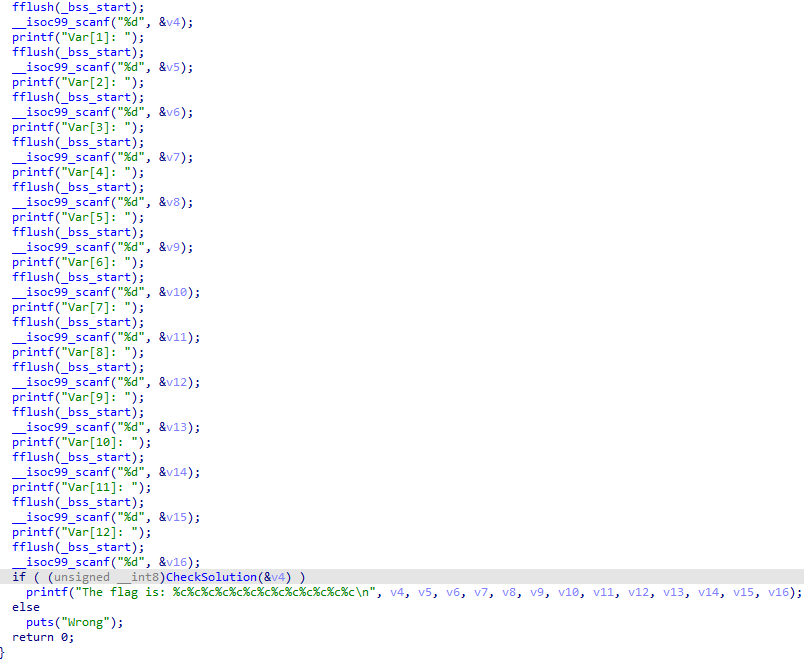 fflush(_bss_start);
__isoc99_scanf("%d", &v4);
printf("Var[1]: ");
fflush(_bss_start);
__isoc99_scanf("%d", &v5);
printf("Var[2]: ");
fflush(_bss_start);
__isoc99_scanf("%d", &v6);
printf("Var[3]: ");
fflush(_bss_start);
__isoc99_scanf("%d", &v7);
printf("Var[4]: ");
fflush(_bss_start);
__isoc99_scanf("%d", &v8);
printf("Var[5]: ");
fflush(_bss_start);
__isoc99_scanf("%d", &v9);
printf("Var[6]: ");
fflush(_bss_start);
__isoc99_scanf("%d", &v10);
printf("Var[7]: ");
fflush(_bss_start);
__isoc99_scanf("%d", &v11);
printf("Var[8]: ");
fflush(_bss_start);
__isoc99_scanf("%d", &v12);
printf("Var[9]: ");
fflush(_bss_start);
__isoc99_scanf("%d", &v13);
printf("Var[10]: ");
fflush(_bss_start);
__isoc99_scanf("%d", &v14);
printf("Var[11]: ");
fflush(_bss_start);
__isoc99_scanf("%d", &v15);
printf("Var[12]: ");
fflush(_bss_start);
__isoc99_scanf("%d", &v16);
if ( (unsigned __int8)CheckSolution(&v4) )
printf("The flag is: %c%c%c%c%c%c%c%c%c%c%c%c%c\n", v4, v5, v6, v7, v8, v9, v10, v11, v12, v13, v14, v15, v16);
else
puts("Wrong");
return 0;
}